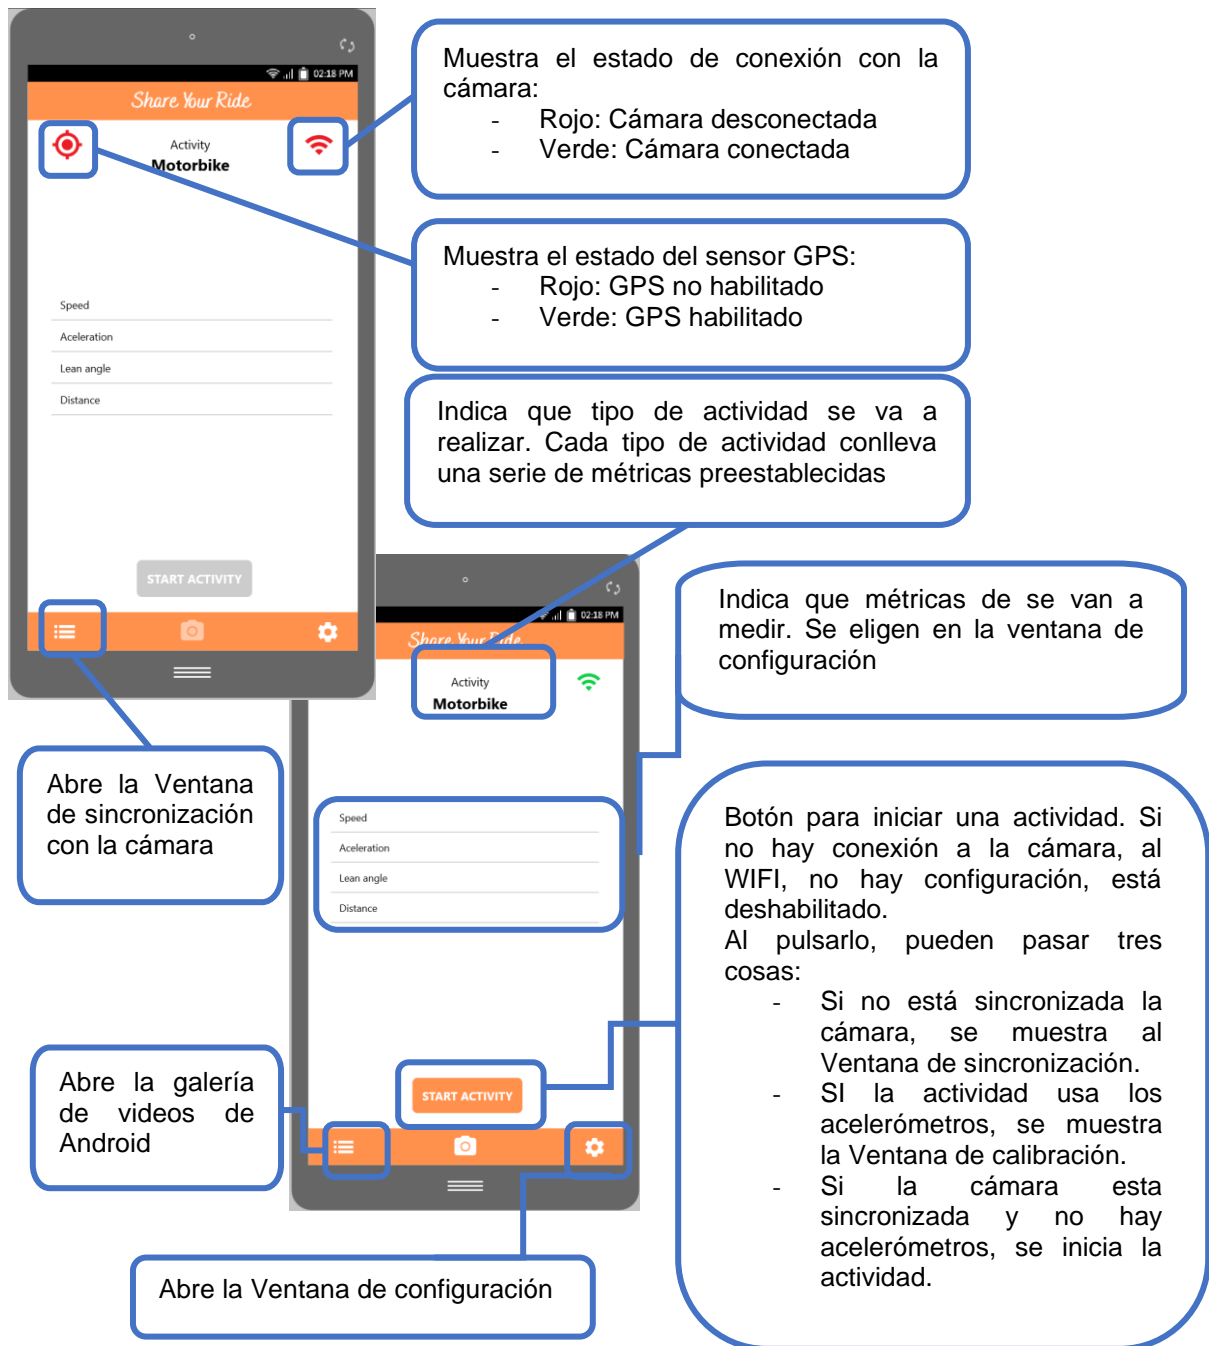 02:18 PM
Share Your Ride
Activity
Motorbike
Speed
Aceleration
Lean angle
Distance
START ACTIVITY
Muestra el estado de conexión con la
cámara:
- Rojo: Cámara desconectada
- Verde: Cámara conectada
Muestra el estado del sensor GPS:
- Rojo: GPS no habilitado
- Verde: GPS habilitado
Indica que tipo de actividad se va a
realizar. Cada tipo de actividad conlleva
una serie de métricas preestablecidas
02:18 PM
Share Your Ride
Activity
Motorbike
Speed
Aceleration
Lean angle
Distance
START ACTIVITY
Indica que métricas de se van a
medir. Se eligen en la ventana de
configuración
Abre la Ventana
de sincronización
con la cámara
Botón para iniciar una actividad. Si
no hay conexión a la cámara, al
WIFI, no hay configuración, está
deshabilitado.
Al pulsarlo, pueden pasar tres
cosas:
- Si no está sincronizada la
cámara, se muestra al
Ventana de sincronización.
- SI la actividad usa los
acelerómetros, se muestra
la Ventana de calibración.
- Si la cámara esta
sincronizada y no hay
acelerómetros, se inicia la
actividad.
Abre la galería
de videos de
Android
Abre la Ventana de configuración